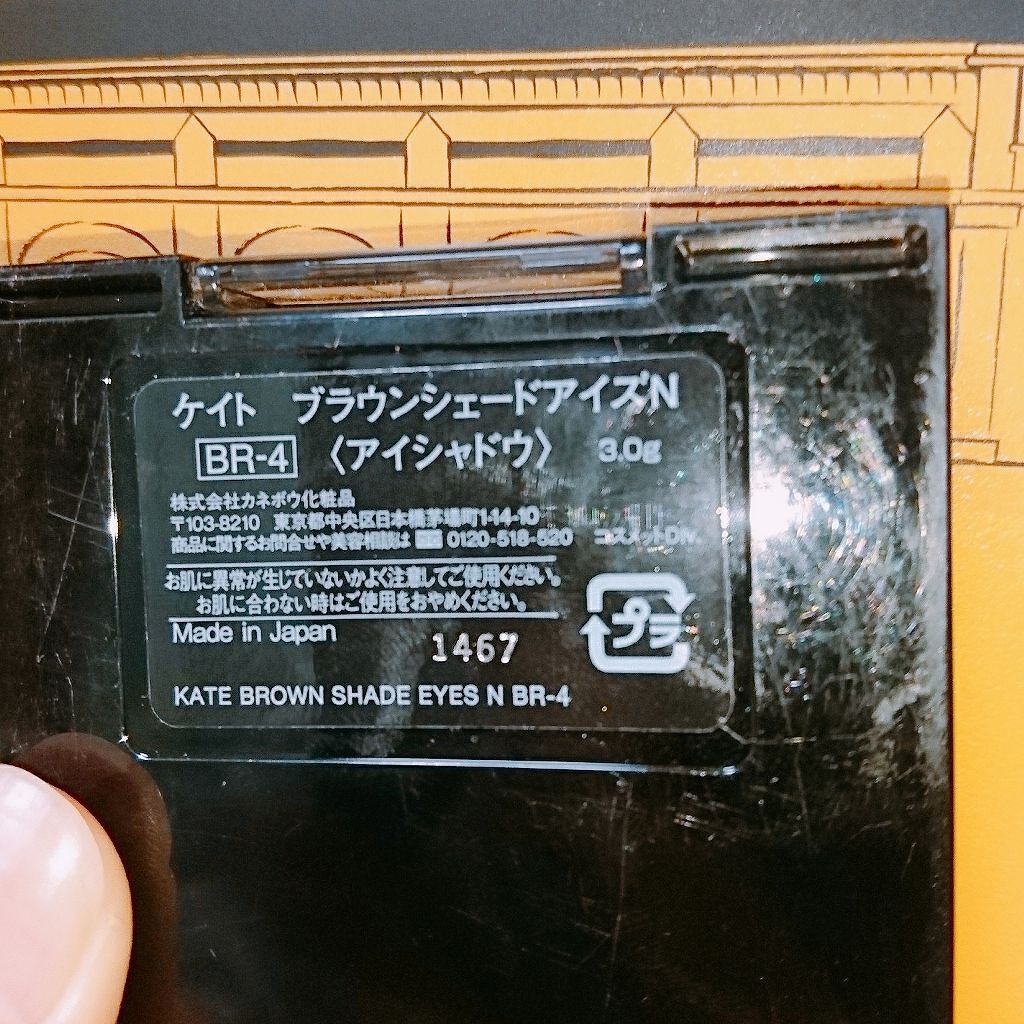 ケイト ブラウンシェードアイズN
BR-4 〈アイシャドウ〉 3.0g
株式会社カネボウ化粧品
〒103-8210 東京都中央区日本橋茅場町1-14-10
商品に関するお問合せや美容相談は 0120-518-520 コスメットDiv.
お肌に異常が生じていないかよく注意してご使用ください。
お肌に合わない時はご使用をおやめください。
プラ
Made in Japan
1467
KATE BROWN SHADE EYES N BR-4